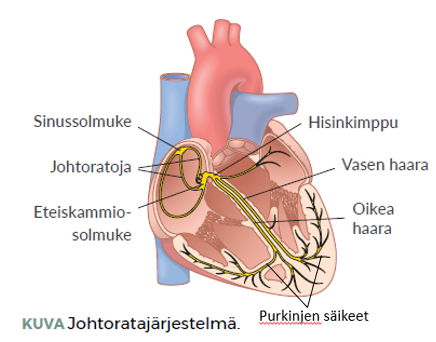 Sinussolmuke
Johtoratoja
Eteiskammio-
solmuke
Hisinkimppu
Vasen haara
Oikea
haara
Purkinjen säikeet
KUVA Johtoratajärjestelmä.